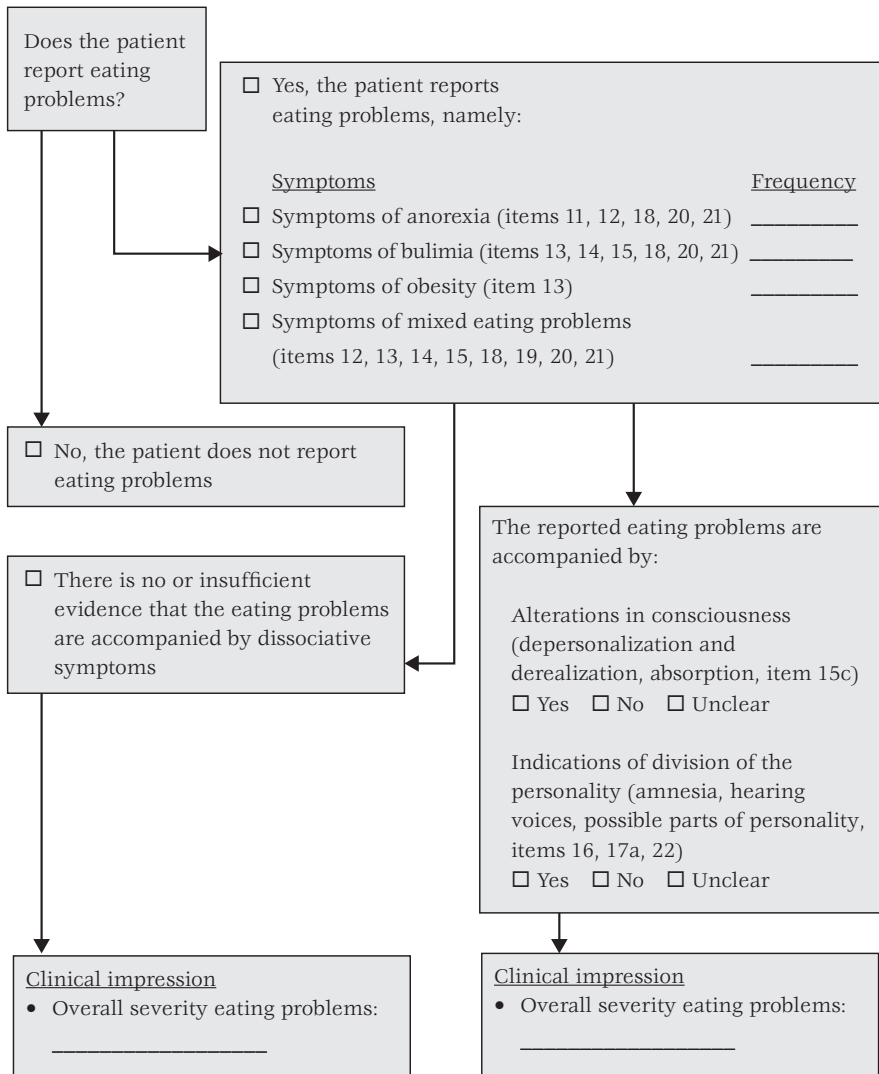 Does the patient
report eating
problems?
☐ Yes, the patient reports
eating problems, namely:
Symptoms Frequency
☐ Symptoms of anorexia (items 11, 12, 18, 20, 21) _________
☐ Symptoms of bulimia (items 13, 14, 15, 18, 20, 21) _________
☐ Symptoms of obesity (item 13) _________
☐ Symptoms of mixed eating problems
(items 12, 13, 14, 15, 18, 19, 20, 21) _________
☐ No, the patient does not report
eating problems
☐ There is no or insufficient
evidence that the eating problems
are accompanied by dissociative
symptoms
The reported eating problems are
accompanied by:
Alterations in consciousness
(depersonalization and
derealization, absorption, item 15c)
☐ Yes ☐ No ☐ Unclear
Indications of division of the
personality (amnesia, hearing
voices, possible parts of personality,
items 16, 17a, 22)
☐ Yes ☐ No ☐ Unclear
Clinical impression
• Overall severity eating problems:
__________________
Clinical impression
• Overall severity eating problems:
__________________